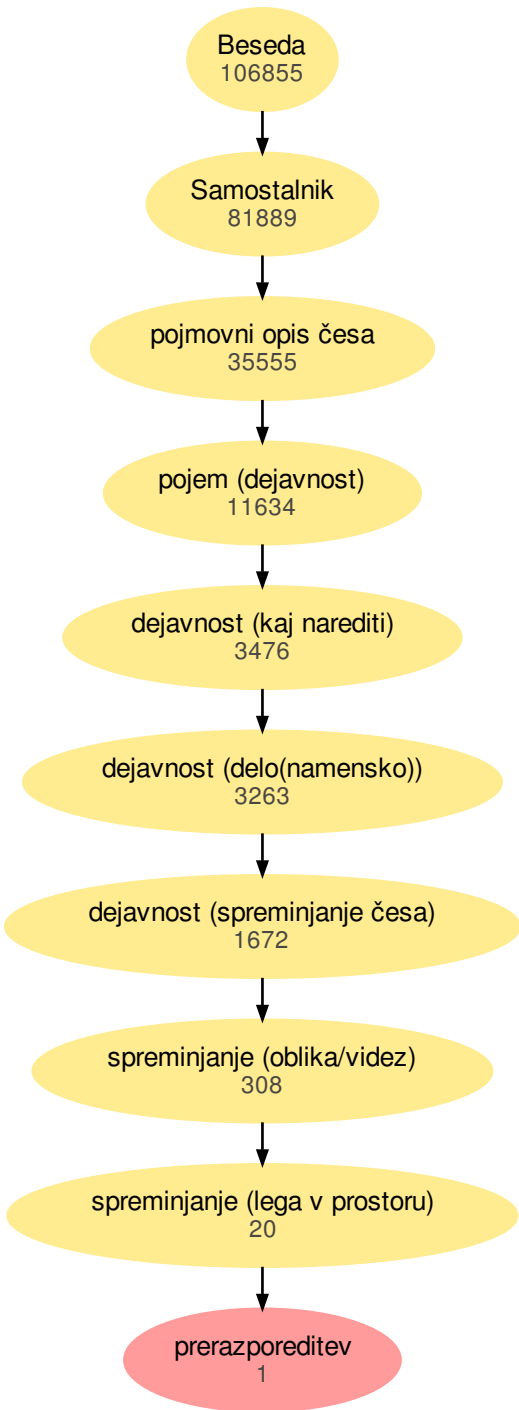 Beseda
106855
Samostalnik
81889
pojmovni opis česa
35555
pojem (dejavnost)
11634
dejavnost (kaj narediti)
3476
dejavnost (delo(namensko))
3263
dejavnost (spreminjanje česa)
1672
spreminjanje (oblika/videz)
308
spreminjanje (lega v prostoru)
20
prerazporeditev
1